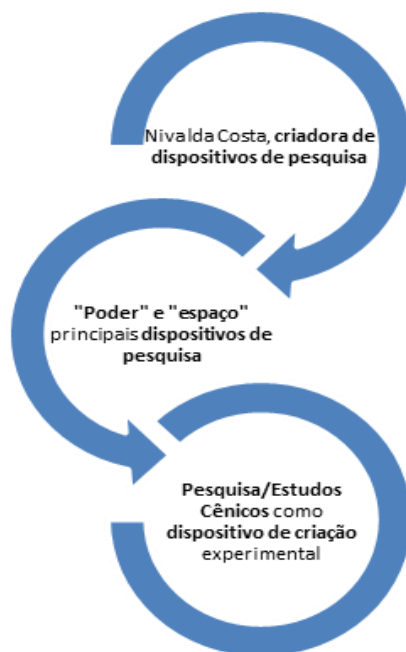 Nivalda Costa, criadora de
dispositivos de pesquisa
"Poder" e "espaço"
principais dispositivos de
pesquisa
Pesquisa/Estudos
Cênicos como
dispositivo de criação
experimental